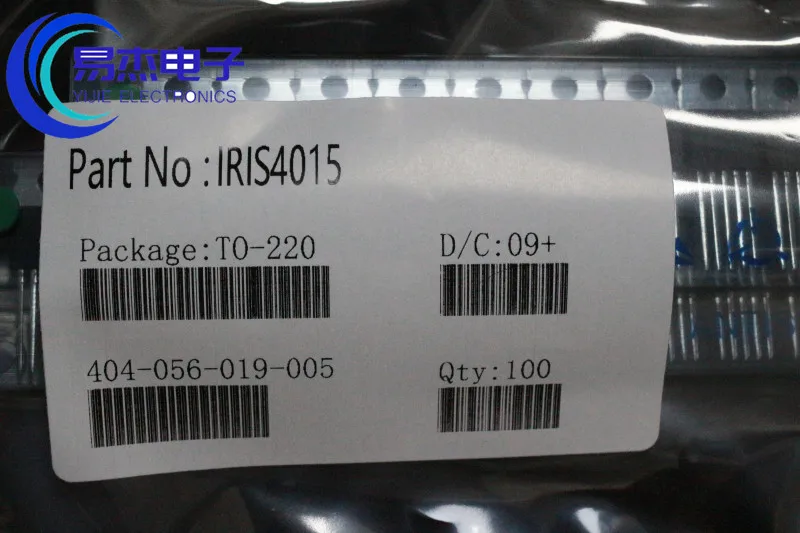 易杰电子
YIJIE ELECTRONICS
Part No : IRIS4015
Package:TO-220
D/C:09+
404-056-019-005
Qty:100